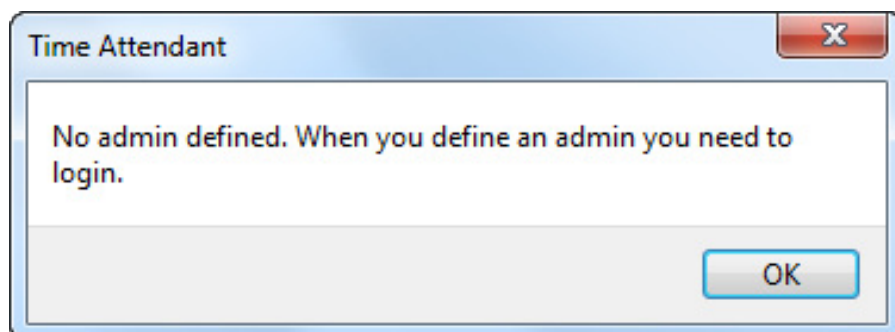 Time Attendant
No admin defined. When you define an admin you need to
login.
OK